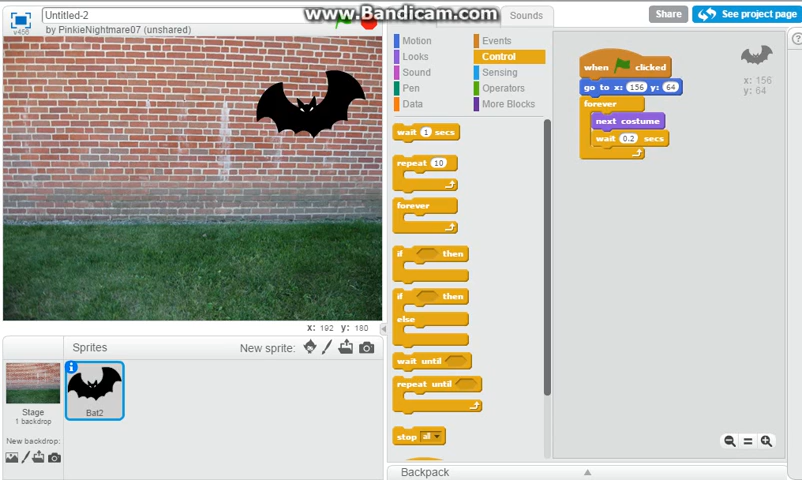 www.Bandicam.com
Untitled-2
by PinkieNightmare07 (unshared)
Sounds
Share
See project page
Motion
Events
Looks
Control
Sound
Sensing
Pen
Operators
Data
More Blocks
wait 1 secs
repeat 10
forever
if then
if then
else
wait until
repeat until
stop all
when clicked
go to x: 156 y: 64
forever
next costume
wait 0.2 secs
x: 156
y: 64
x: 192 y: 180
Sprites
New sprite:
Stage
1 backdrop
Bat2
New backdrop:
Backpack